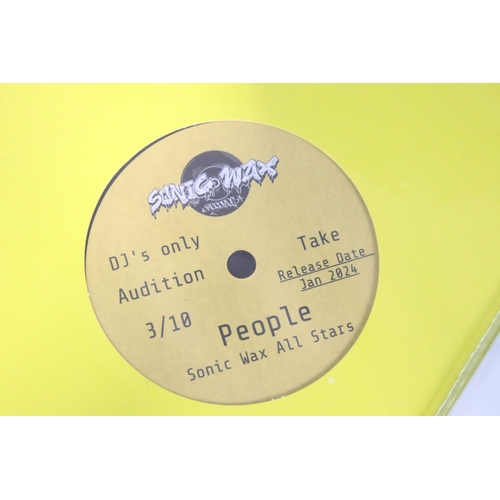 SONIC WAX
DJ's only
Audition
3/10
Take
Release Date
Jan 2024
People
Sonic Wax All Stars